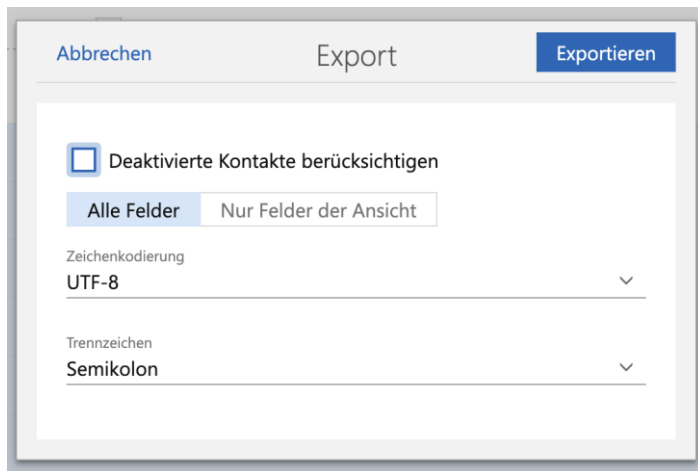 Abbrechen Export Exportieren
Deaktivierte Kontakte berücksichtigen
Alle Felder Nur Felder der Ansicht
Zeichenkodierung
UTF-8
Trennzeichen
Semikolon